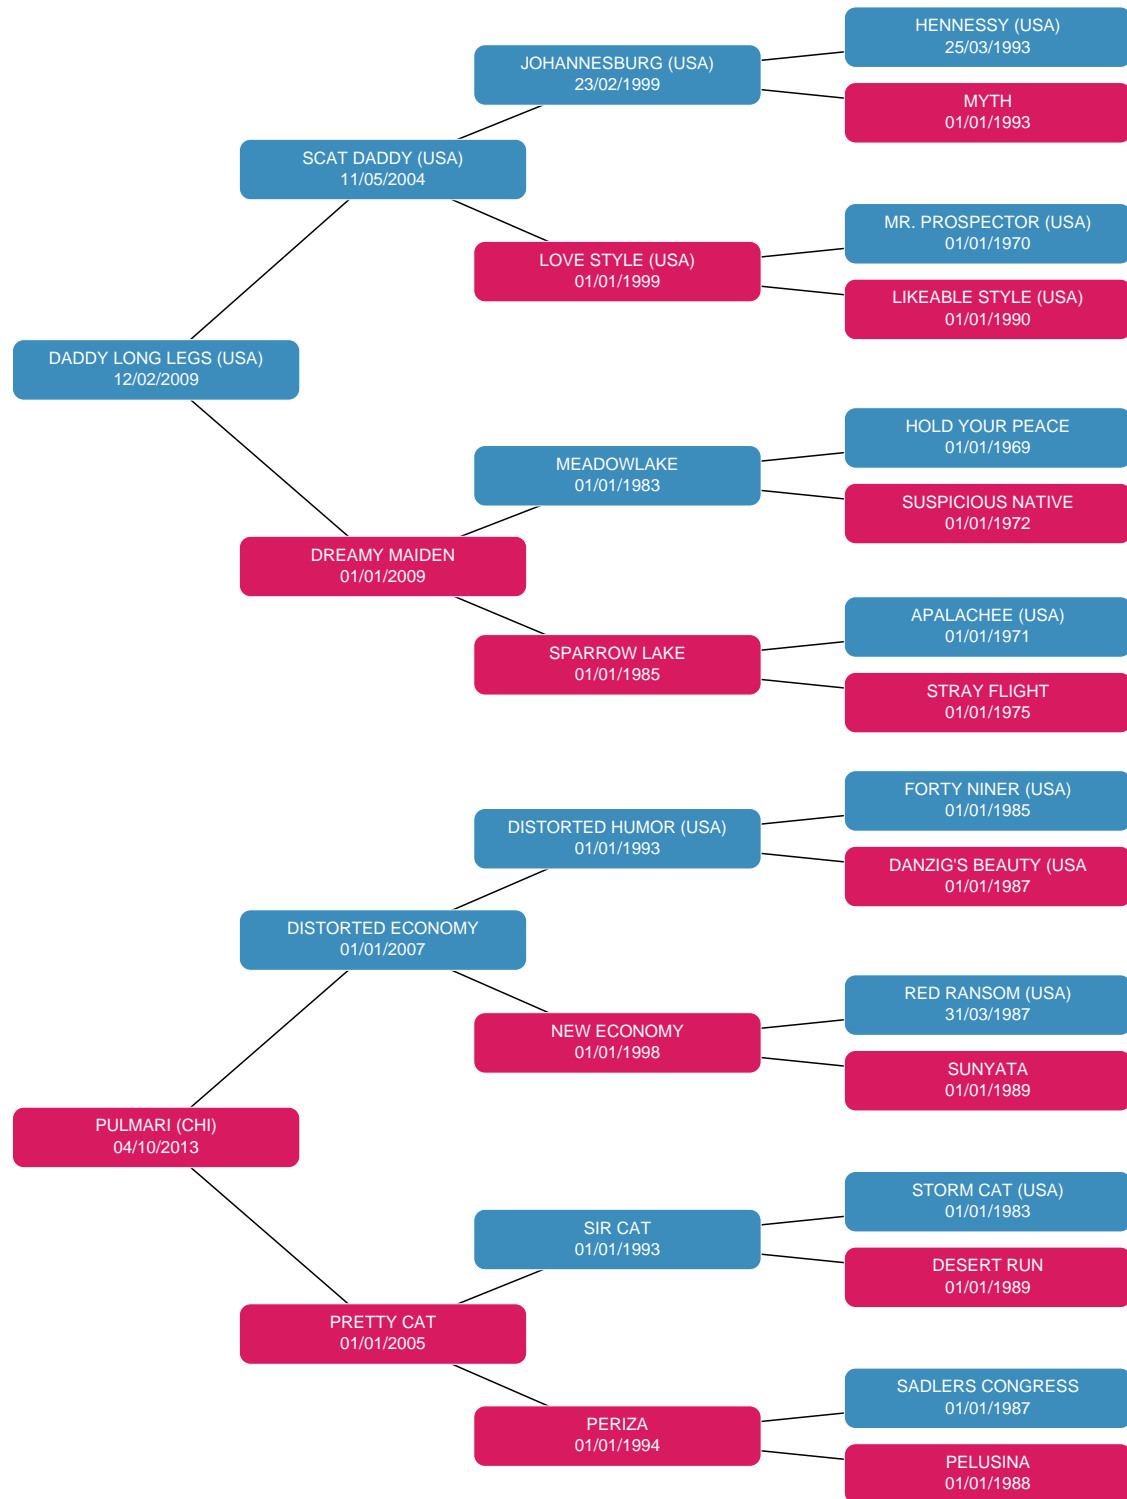 HENNESSY (USA)
25/03/1993
JOHANNESBURG (USA)
23/02/1999
MYTH
01/01/1993
SCAT DADDY (USA)
11/05/2004
MR. PROSPECTOR (USA)
01/01/1970
LOVE STYLE (USA)
01/01/1999
LIKEABLE STYLE (USA)
01/01/1990
DADDY LONG LEGS (USA)
12/02/2009
HOLD YOUR PEACE
01/01/1969
MEADOWLAKE
01/01/1983
SUSPICIOUS NATIVE
01/01/1972
DREAMY MAIDEN
01/01/2009
APALACHEE (USA)
01/01/1971
SPARROW LAKE
01/01/1985
STRAY FLIGHT
01/01/1975
FORTY NINER (USA)
01/01/1985
DISTORTED HUMOR (USA)
01/01/1993
DANZIG'S BEAUTY (USA
01/01/1987
DISTORTED ECONOMY
01/01/2007
RED RANSOM (USA)
31/03/1987
NEW ECONOMY
01/01/1998
SUNYATA
01/01/1989
PULMARI (CHI)
04/10/2013
STORM CAT (USA)
01/01/1983
SIR CAT
01/01/1993
DESERT RUN
01/01/1989
PRETTY CAT
01/01/2005
SADLERS CONGRESS
01/01/1987
PERIZA
01/01/1994
PELUSINA
01/01/1988